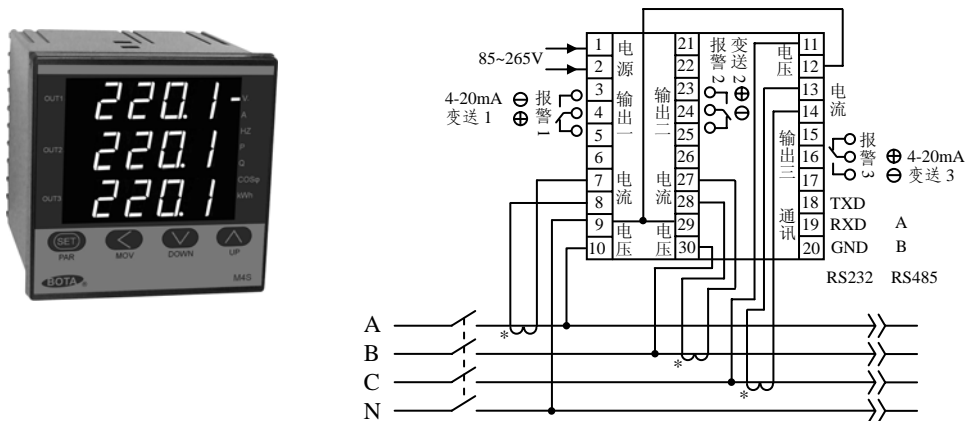 OUT1
OUT2
OUT3
220.1
220.1
220.1
V
A
HZ
P
Q
COSφ
kWh
SET
PAR
MOV
DOWN
UP
BOTA
M4S
85~265V
4-20mA ⊖
变送 1 ⊕
报警 1
1
2
3
4
5
6
7
8
9
10
电源
输出一
电流
电压
输出二
电流
电压
21
22
23
24
25
26
27
28
29
30
报警 2
变送 2 ⊕ ⊖
电压
输出三
通讯
11
12
13
14
15
16
17
18
19
20
电流
报警 3
⊕ 4-20mA
⊖ 变送 3
TXD
RXD A
GND B
RS232 RS485
A
B
C
N
*
*
*